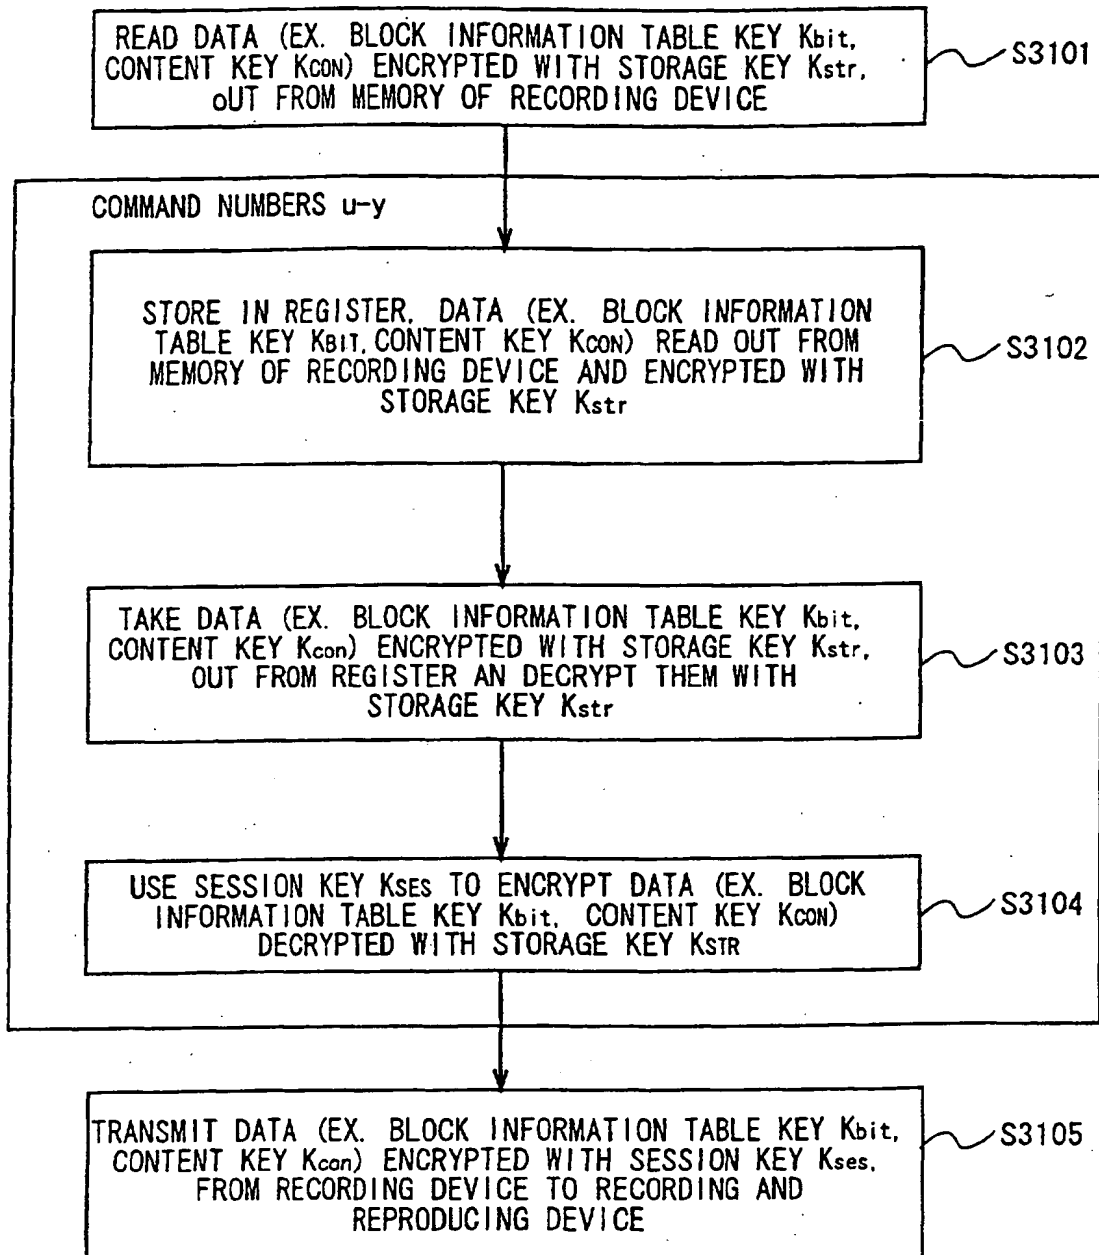 READ DATA (EX. BLOCK INFORMATION TABLE KEY Kbit,
CONTENT KEY KCON) ENCRYPTED WITH STORAGE KEY Kstr,
oUT FROM MEMORY OF RECORDING DEVICE
S3101
COMMAND NUMBERS u-y
STORE IN REGISTER, DATA (EX. BLOCK INFORMATION
TABLE KEY KBIT, CONTENT KEY KCON) READ OUT FROM
MEMORY OF RECORDING DEVICE AND ENCRYPTED WITH
STORAGE KEY Kstr
S3102
TAKE DATA (EX. BLOCK INFORMATION TABLE KEY Kbit,
CONTENT KEY Kcon) ENCRYPTED WITH STORAGE KEY Kstr,
OUT FROM REGISTER AN DECRYPT THEM WITH
STORAGE KEY Kstr
S3103
USE SESSION KEY KSES TO ENCRYPT DATA (EX. BLOCK
INFORMATION TABLE KEY Kbit, CONTENT KEY KCON)
DECRYPTED WITH STORAGE KEY KSTR
S3104
TRANSMIT DATA (EX. BLOCK INFORMATION TABLE KEY Kbit,
CONTENT KEY Kcon) ENCRYPTED WITH SESSION KEY Kses,
FROM RECORDING DEVICE TO RECORDING AND
REPRODUCING DEVICE
S3105